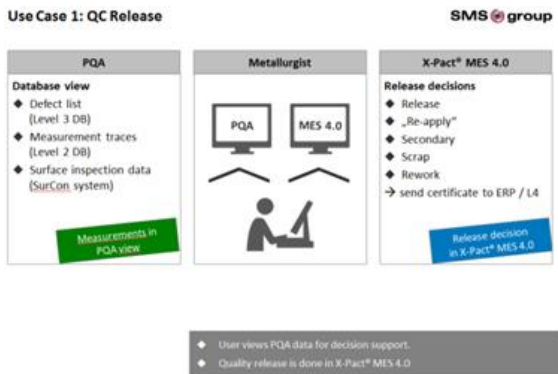 Use Case 1: QC Release
SMS group
PQA
Database view
◆ Defect list
(Level 3 DB)
◆ Measurement traces
(Level 2 DB)
◆ Surface inspection data
(SurCon system)
Measurements in
PQA view
Metallurgist
PQA
MES 4.0
X-Pact® MES 4.0
Release decisions
◆ Release
◆ „Re-apply"
◆ Secondary
◆ Scrap
◆ Rework
→ send certificate to ERP / L4
Release decision
in X-Pact® MES 4.0
◆ User views PQA data for decision support.
◆ Quality release is done in X-Pact® MES 4.0